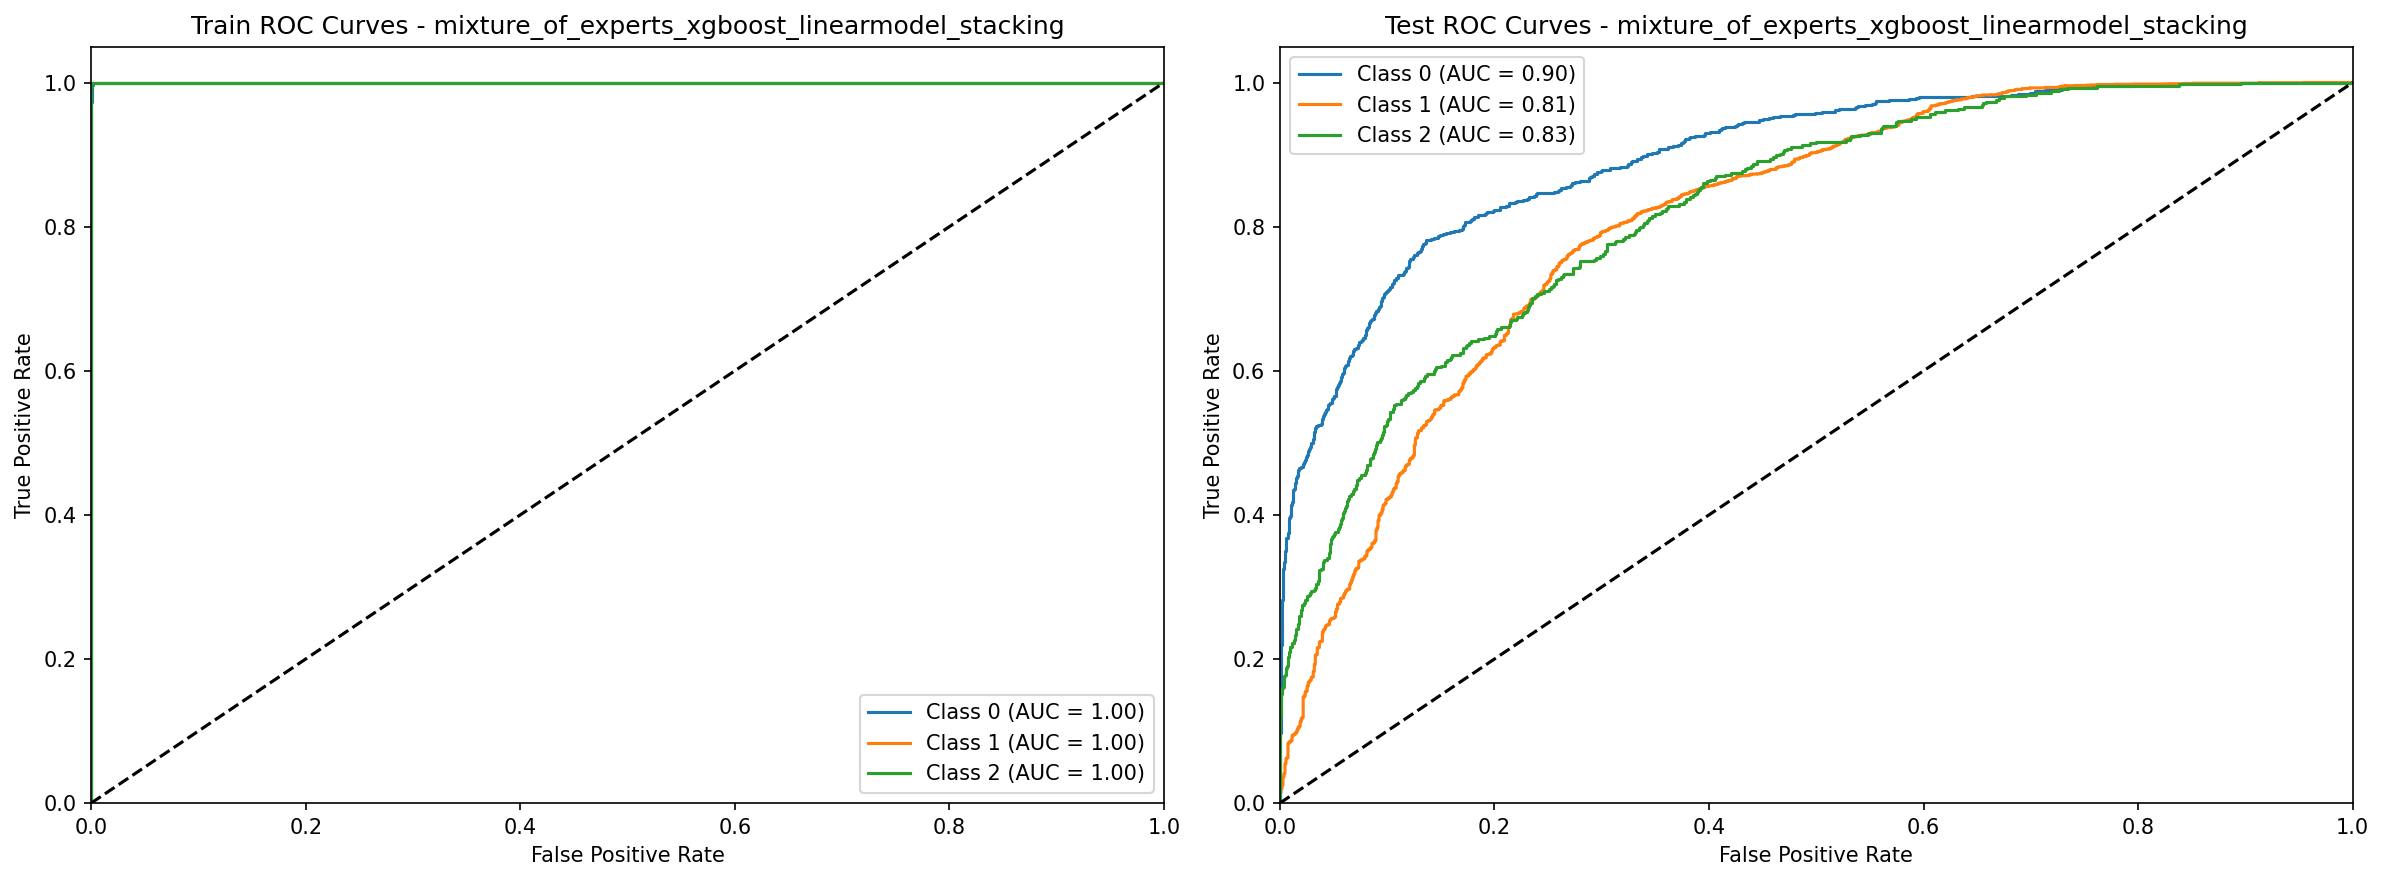 Train ROC Curves - mixture_of_experts_xgboost_linearmodel_stacking
1.0
0.8
0.6
0.4
0.2
0.0
True Positive Rate
Class 0 (AUC = 1.00)
Class 1 (AUC = 1.00)
Class 2 (AUC = 1.00)
0.0 0.2 0.4 0.6 0.8 1.0
False Positive Rate
Test ROC Curves - mixture_of_experts_xgboost_linearmodel_stacking
Class 0 (AUC = 0.90)
Class 1 (AUC = 0.81)
Class 2 (AUC = 0.83)
1.0
0.8
0.6
0.4
0.2
0.0
True Positive Rate
0.0 0.2 0.4 0.6 0.8 1.0
False Positive Rate